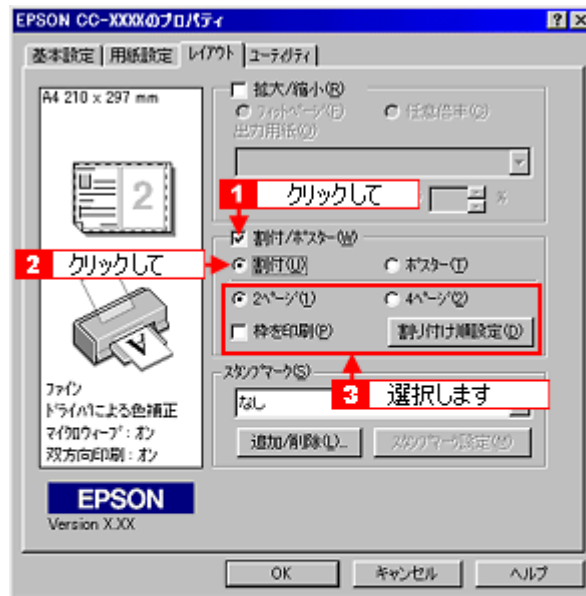 EPSON CC-XXXXのプロパティ
基本設定 用紙設定 レイアウト ユーティリティ
A4 210 x 297 mm
2
A
ファイン
ドライバによる色補正
マイクロウィーブ：オン
双方向印刷：オン
EPSON
Version X.XX
拡大/縮小(R)
フィットページ(F) 任意倍率(C)
出力用紙(O)
1 クリックして
%
割付/ポスター(W)
2 クリックして
割付(U) ポスター(T)
2ページ(1) 4ページ(2)
枠を印刷(P) 割り付け順設定(D)
スタンプマーク(S)
3 選択します
なし
追加/削除(L)... スタンプマーク設定(M)
OK キャンセル ヘルプ